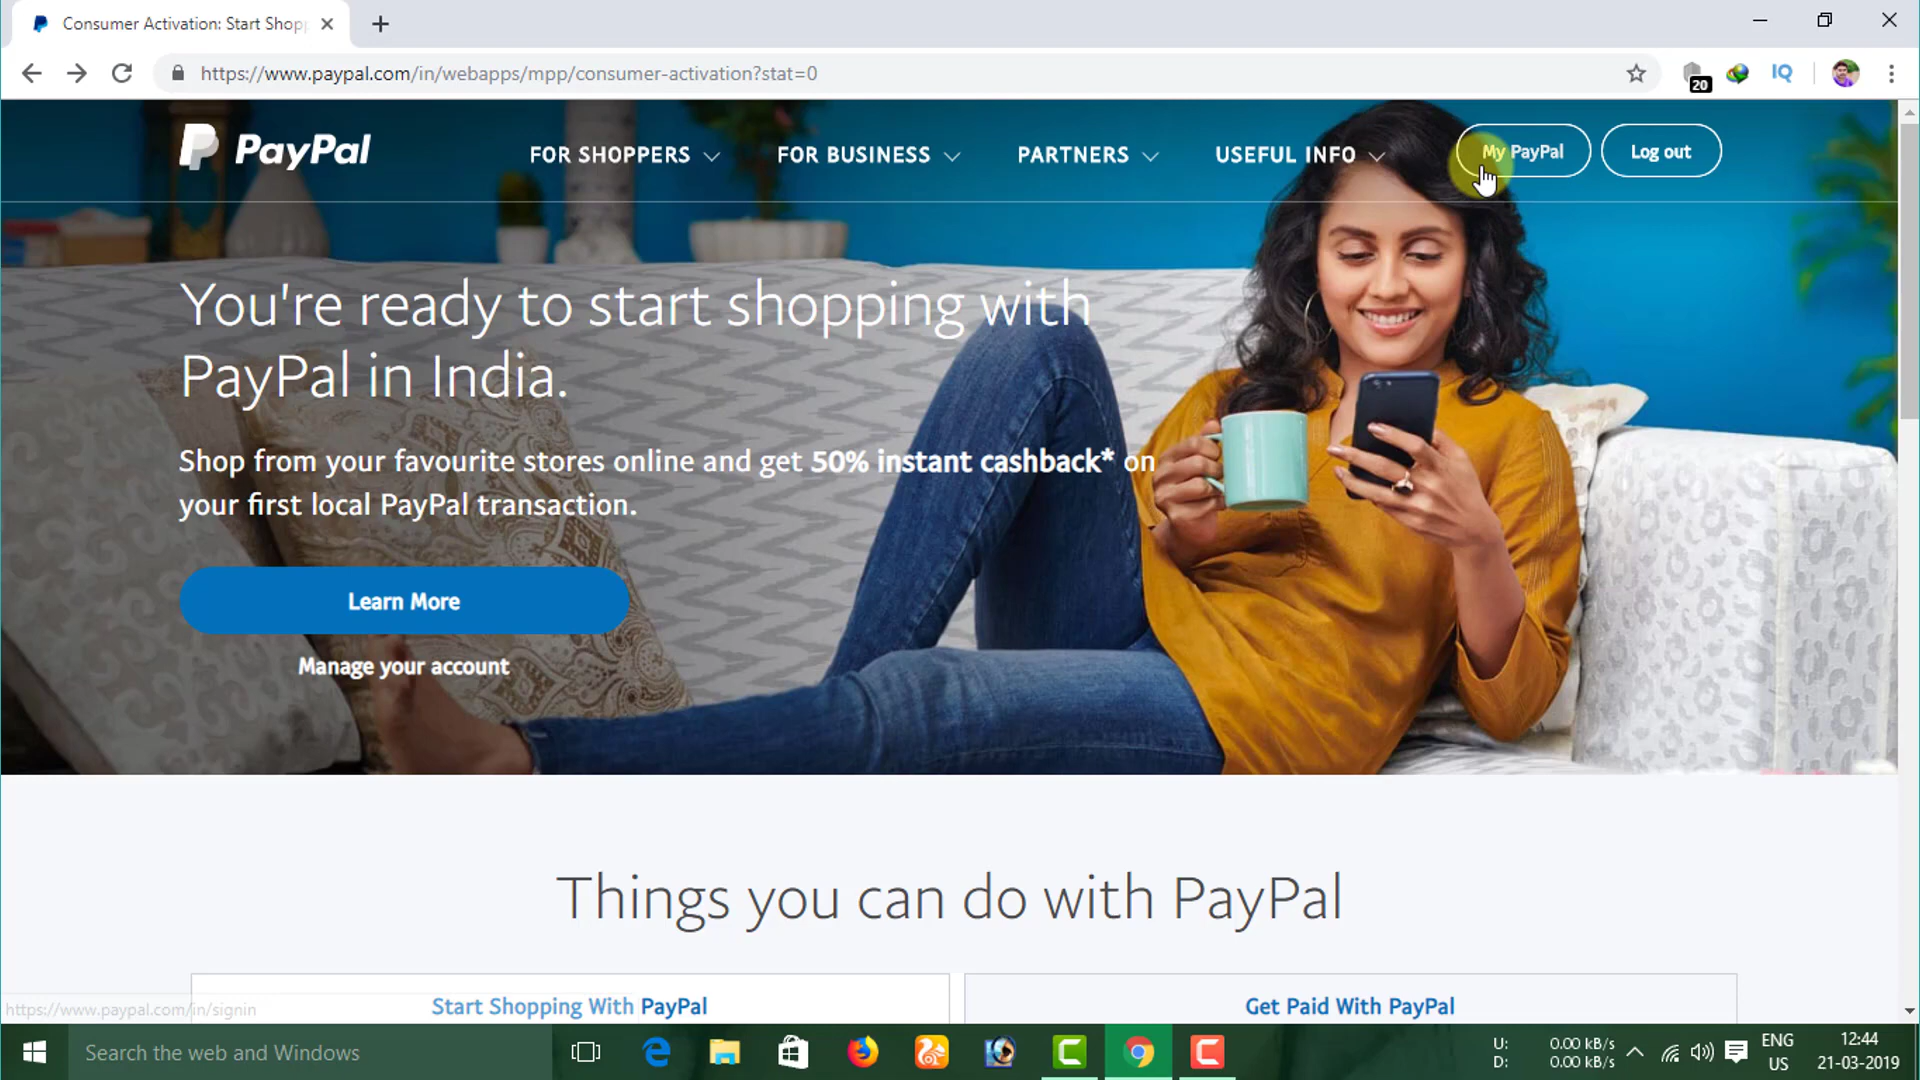 Consumer Activation: Start Shop
https://www.paypal.com/in/webapps/mpp/consumer-activation?stat=0
20
IQ
PayPal
FOR SHOPPERS
FOR BUSINESS
PARTNERS
USEFUL INFO
My PayPal
Log out
You're ready to start shopping with
PayPal in India.
Shop from your favourite stores online and get 50% instant cashback* on
your first local PayPal transaction.
Learn More
Manage your account
Things you can do with PayPal
Start Shopping With PayPal
Get Paid With PayPal
https://www.paypal.com/in/signin
Search the web and Windows
U: 0.00 kB/s
D: 0.00 kB/s
ENG
US
12:44
21-03-2019